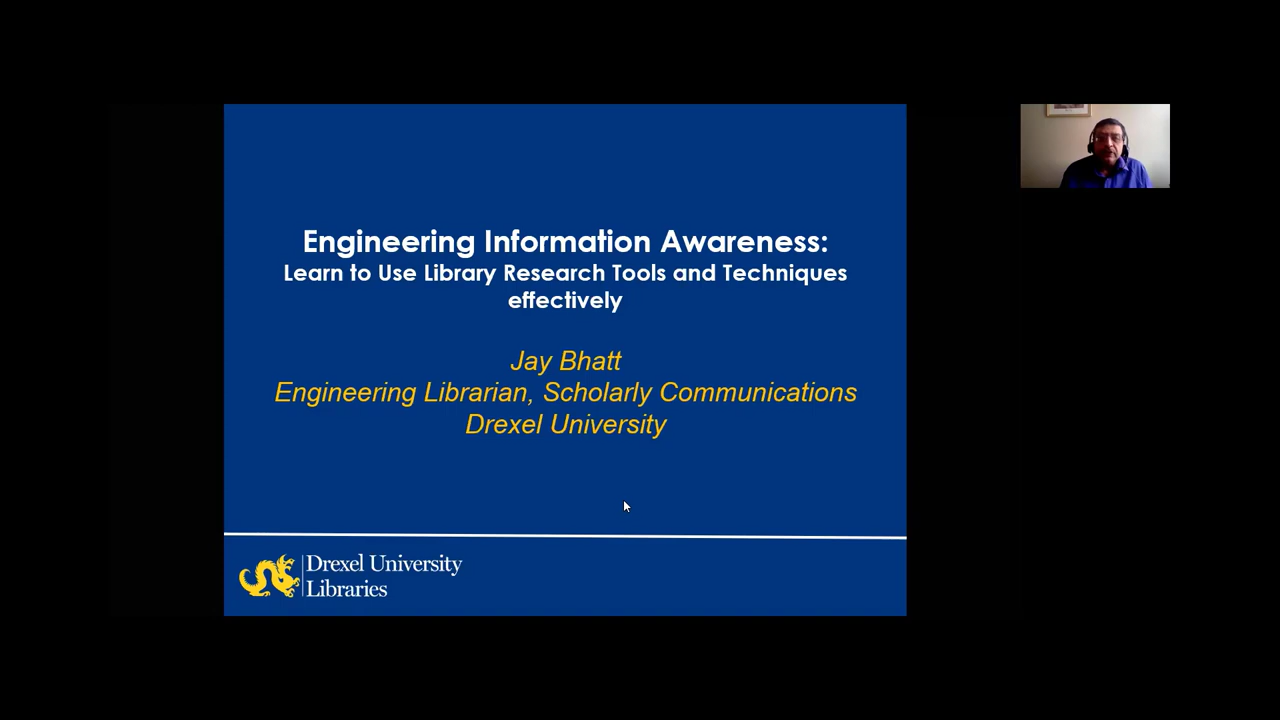 Engineering Information Awareness:
Learn to Use Library Research Tools and Techniques
effectively
Jay Bhatt
Engineering Librarian, Scholarly Communications
Drexel University
Drexel University
Libraries